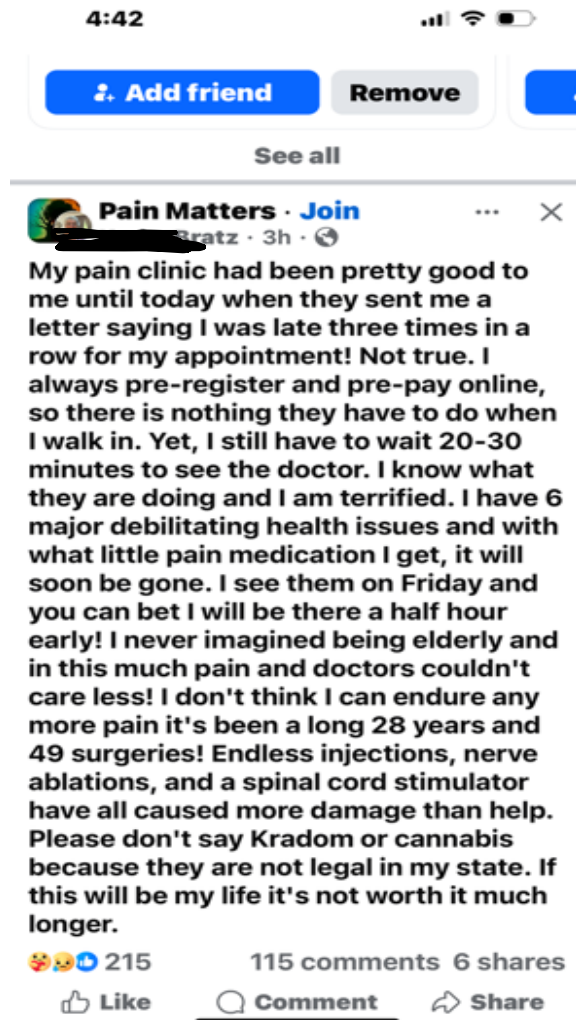 4:42
Add friend
Remove
See all
Pain Matters · Join
Bratz · 3h ·
My pain clinic had been pretty good to
me until today when they sent me a
letter saying I was late three times in a
row for my appointment! Not true. I
always pre-register and pre-pay online,
so there is nothing they have to do when
I walk in. Yet, I still have to wait 20-30
minutes to see the doctor. I know what
they are doing and I am terrified. I have 6
major debilitating health issues and with
what little pain medication I get, it will
soon be gone. I see them on Friday and
you can bet I will be there a half hour
early! I never imagined being elderly and
in this much pain and doctors couldn't
care less! I don't think I can endure any
more pain it's been a long 28 years and
49 surgeries! Endless injections, nerve
ablations, and a spinal cord stimulator
have all caused more damage than help.
Please don't say Kradom or cannabis
because they are not legal in my state. If
this will be my life it's not worth it much
longer.
215
115 comments 6 shares
Like
Comment
Share